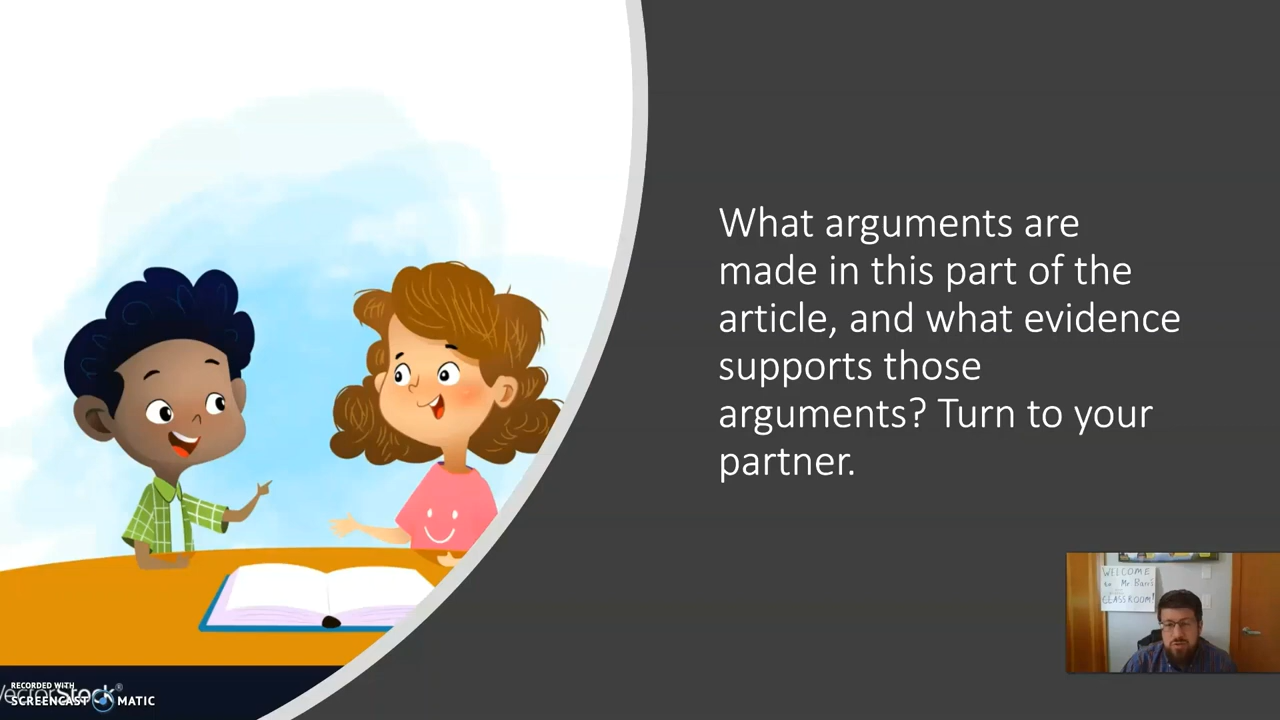 What arguments are
made in this part of the
article, and what evidence
supports those
arguments? Turn to your
partner.
WELCOME
to Mr Barr's
CLASSROOM!
VectorStock®
RECORDED WITH
SCREENCAST MATIC